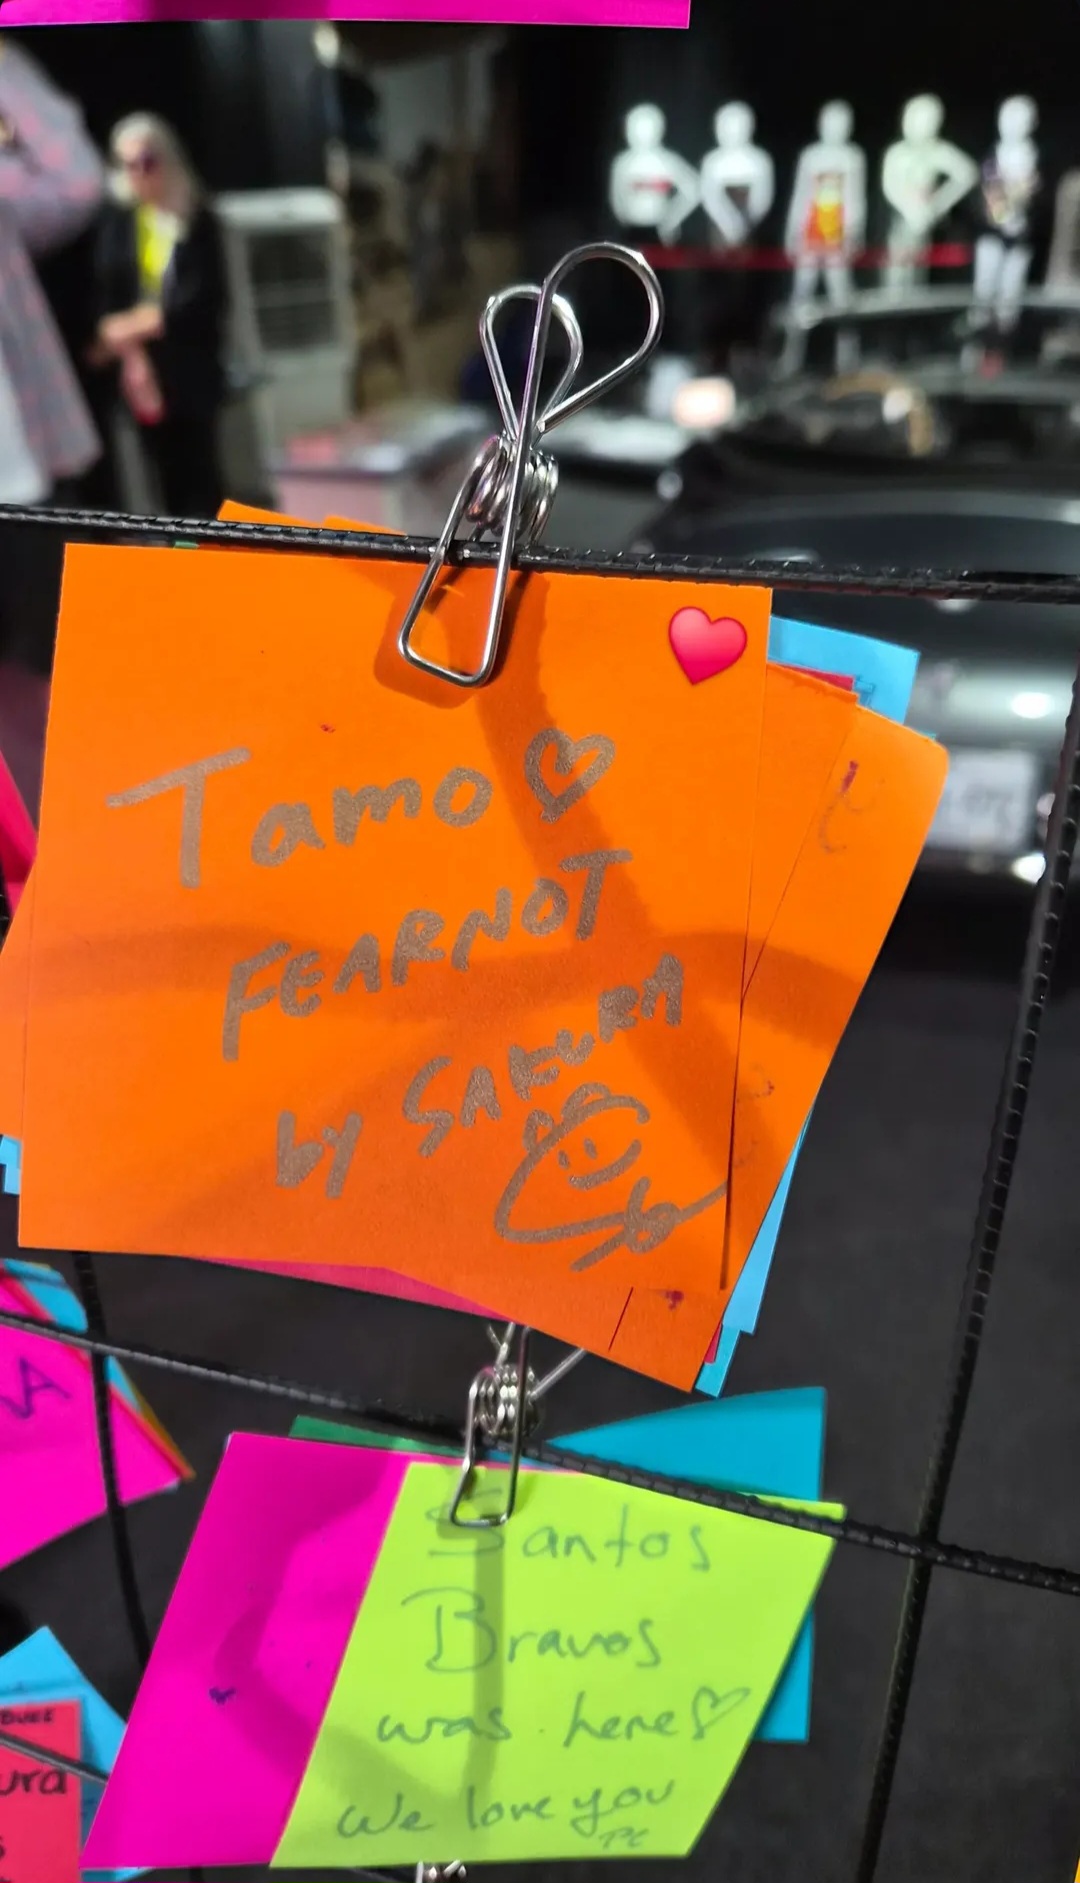 Tamo ♡
FEARNOT
by SAKURA
Santos
Bravos
was here ♡
We love you